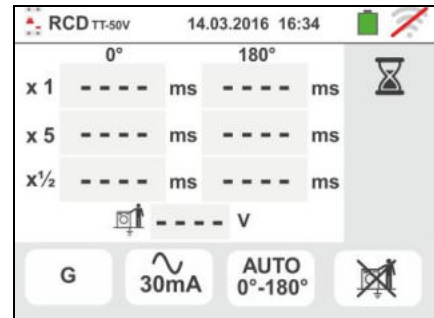 RCD TT-50V 14.03.2016 16:34
0° 180°
x 1 - - - - ms - - - - ms
x 5 - - - - ms - - - - ms
x½ - - - - ms - - - - ms
- - - - V
G 30mA AUTO 0°-180°